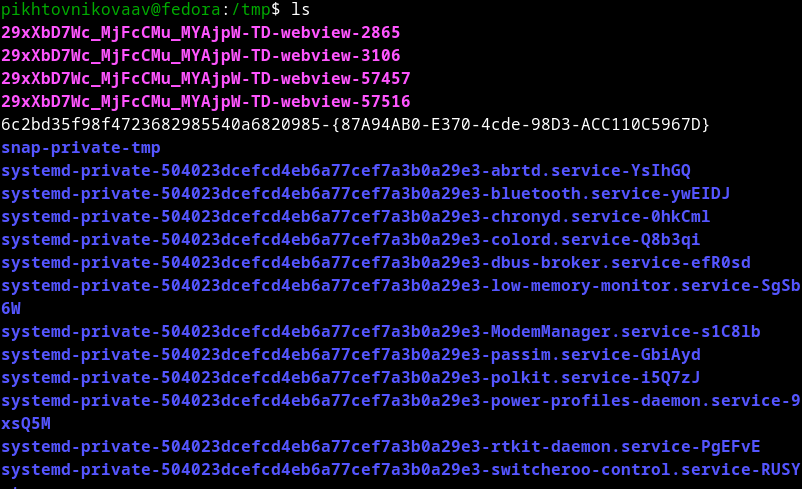 pikhtovnikovaav@fedora:/tmp$ ls
29xXbD7Wc_MjFcCMu_MYAjpW-TD-webview-2865
29xXbD7Wc_MjFcCMu_MYAjpW-TD-webview-3106
29xXbD7Wc_MjFcCMu_MYAjpW-TD-webview-57457
29xXbD7Wc_MjFcCMu_MYAjpW-TD-webview-57516
6c2bd35f98f4723682985540a6820985-{87A94AB0-E370-4cde-98D3-ACC110C5967D}
snap-private-tmp
systemd-private-504023dcefcd4eb6a77cef7a3b0a29e3-abrtd.service-YsIhGQ
systemd-private-504023dcefcd4eb6a77cef7a3b0a29e3-bluetooth.service-ywEIDJ
systemd-private-504023dcefcd4eb6a77cef7a3b0a29e3-chronyd.service-0hkCml
systemd-private-504023dcefcd4eb6a77cef7a3b0a29e3-colord.service-Q8b3qi
systemd-private-504023dcefcd4eb6a77cef7a3b0a29e3-dbus-broker.service-efR0sd
systemd-private-504023dcefcd4eb6a77cef7a3b0a29e3-low-memory-monitor.service-SgSb
6W
systemd-private-504023dcefcd4eb6a77cef7a3b0a29e3-ModemManager.service-s1C8lb
systemd-private-504023dcefcd4eb6a77cef7a3b0a29e3-passim.service-GbiAyd
systemd-private-504023dcefcd4eb6a77cef7a3b0a29e3-polkit.service-i5Q7zJ
systemd-private-504023dcefcd4eb6a77cef7a3b0a29e3-power-profiles-daemon.service-9
xsQ5M
systemd-private-504023dcefcd4eb6a77cef7a3b0a29e3-rtkit-daemon.service-PgEFvE
systemd-private-504023dcefcd4eb6a77cef7a3b0a29e3-switcheroo-control.service-RUSY